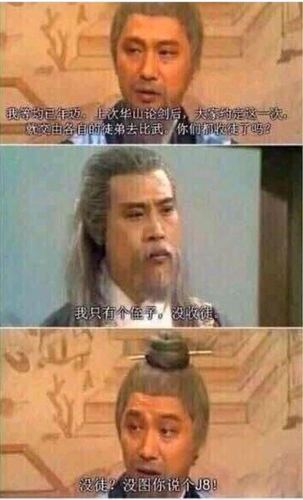 我等均已年迈。上次华山论剑后，大家约定这一次，
就交由各自的徒弟去比武。你们都收徒了吗？
我只有个侄子，没收徒。
没徒？没图你说个J8！